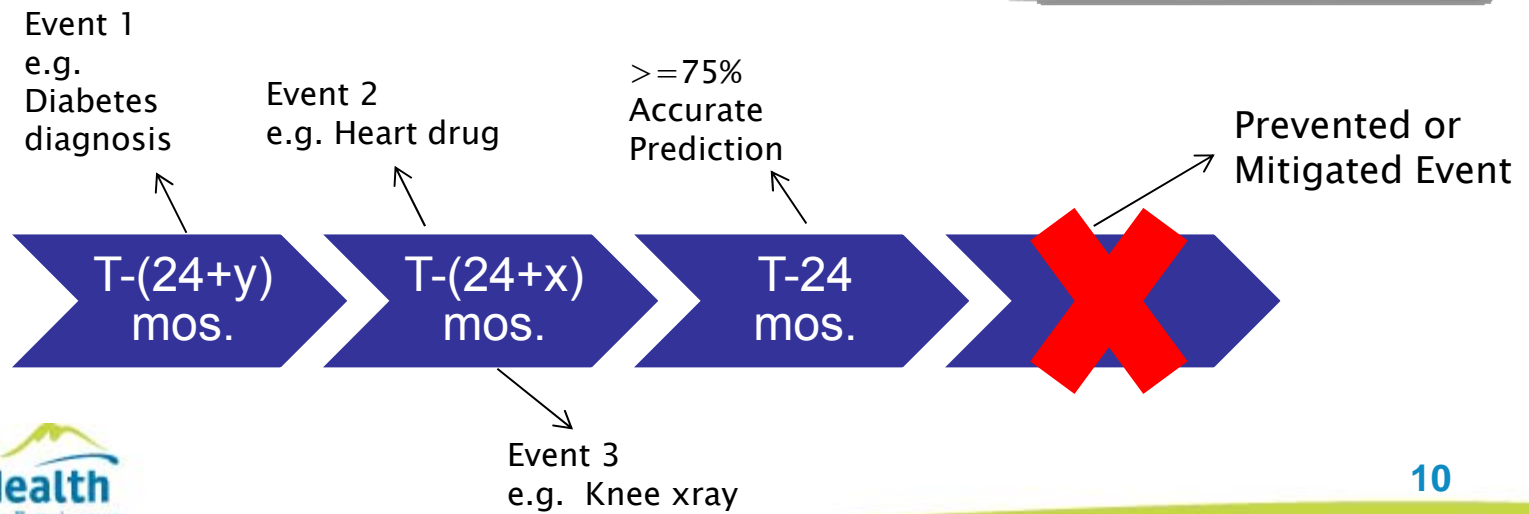 Event 1
e.g.
Diabetes
diagnosis
Event 2
e.g. Heart drug
>=75%
Accurate
Prediction
Prevented or
Mitigated Event
T-(24+y)
mos.
T-(24+x)
mos.
T-24
mos.
Event 3
e.g. Knee xray
Health
10